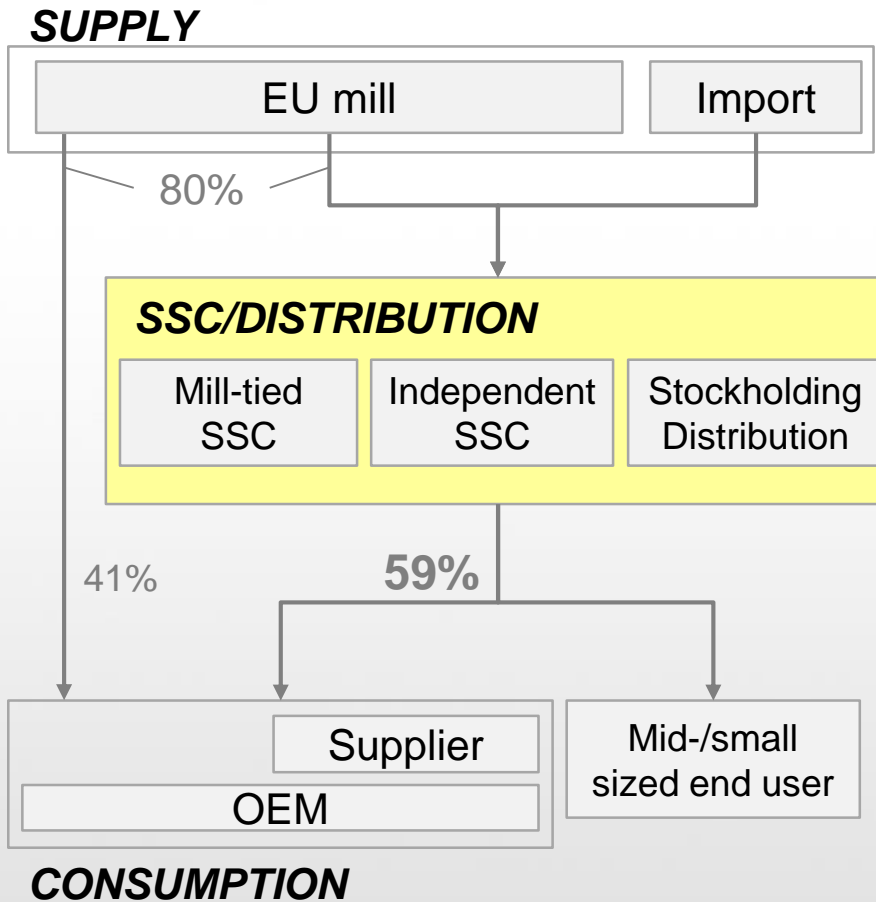 SUPPLY
EU mill
Import
80%
SSC/DISTRIBUTION
Mill-tied
SSC
Independent
SSC
Stockholding
Distribution
41%
59%
Supplier
OEM
Mid-/small
sized end user
CONSUMPTION